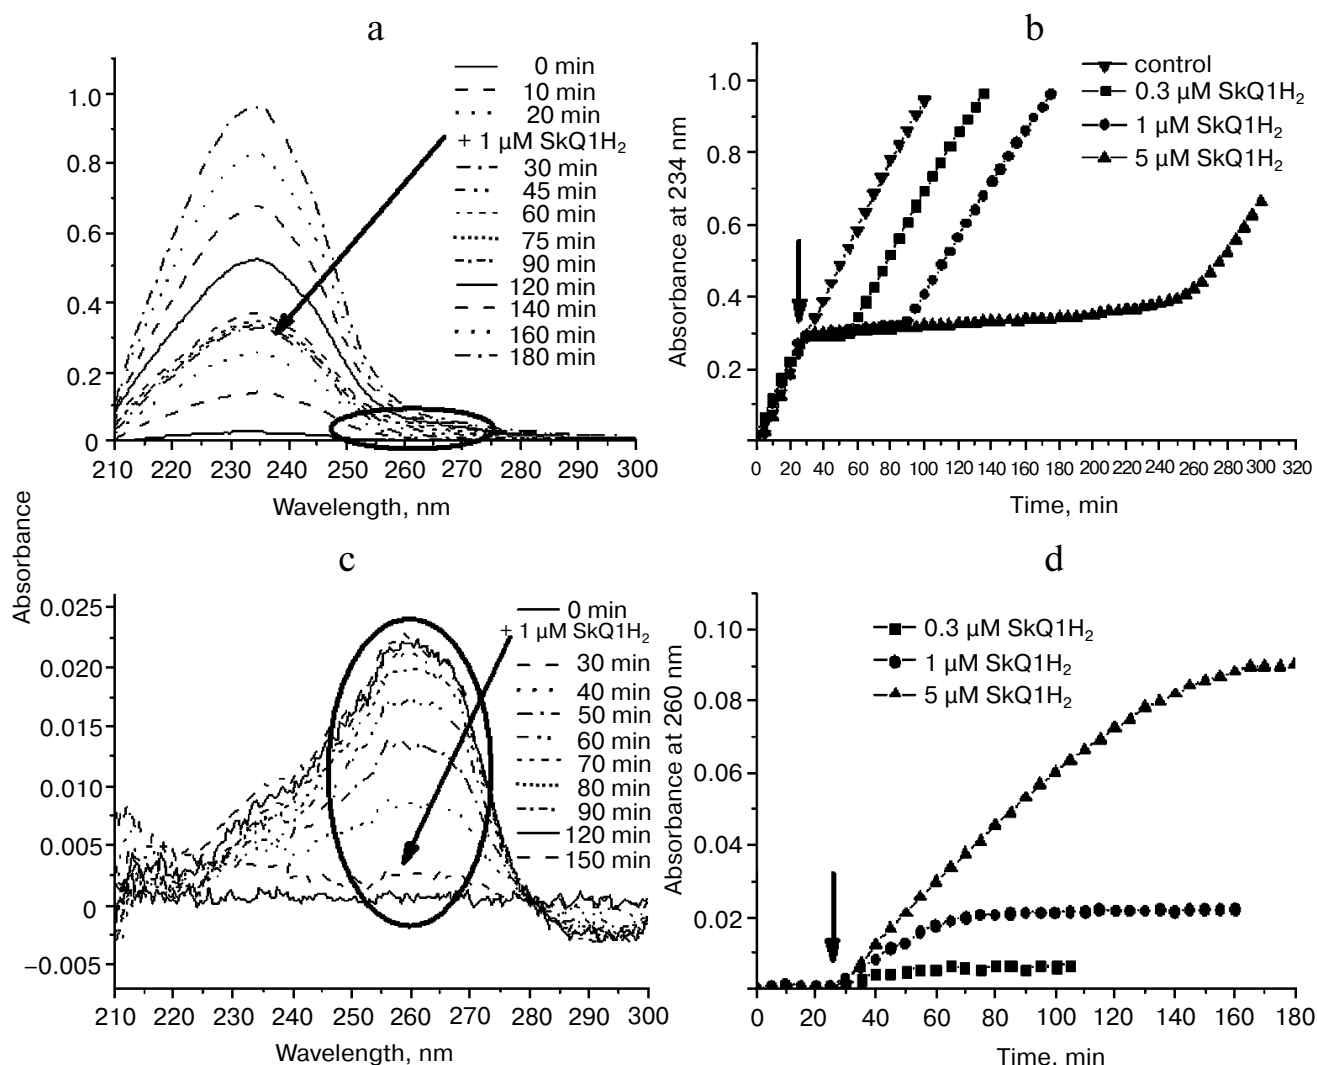 a
1.0
0.8
0.6
0.4
0.2
0
210 220 230 240 250 260 270 280 290 300
Wavelength, nm
0 min
10 min
20 min
+ 1 µM SkQ1H2
30 min
45 min
60 min
75 min
90 min
120 min
140 min
160 min
180 min
b
Absorbance at 234 nm
1.0
0.8
0.6
0.4
0.2
0 20 40 60 80 100 120 140 160 180 200 220 240 260 280 300 320
Time, min
control
0.3 µM SkQ1H2
1 µM SkQ1H2
5 µM SkQ1H2
Absorbance
c
0.025
0.020
0.015
0.010
0.005
0
−0.005
210 220 230 240 250 260 270 280 290 300
Wavelength, nm
0 min
+ 1 µM SkQ1H2
30 min
40 min
50 min
60 min
70 min
80 min
90 min
120 min
150 min
d
Absorbance at 260 nm
0.10
0.08
0.06
0.04
0.02
0 20 40 60 80 100 120 140 160 180
Time, min
0.3 µM SkQ1H2
1 µM SkQ1H2
5 µM SkQ1H2